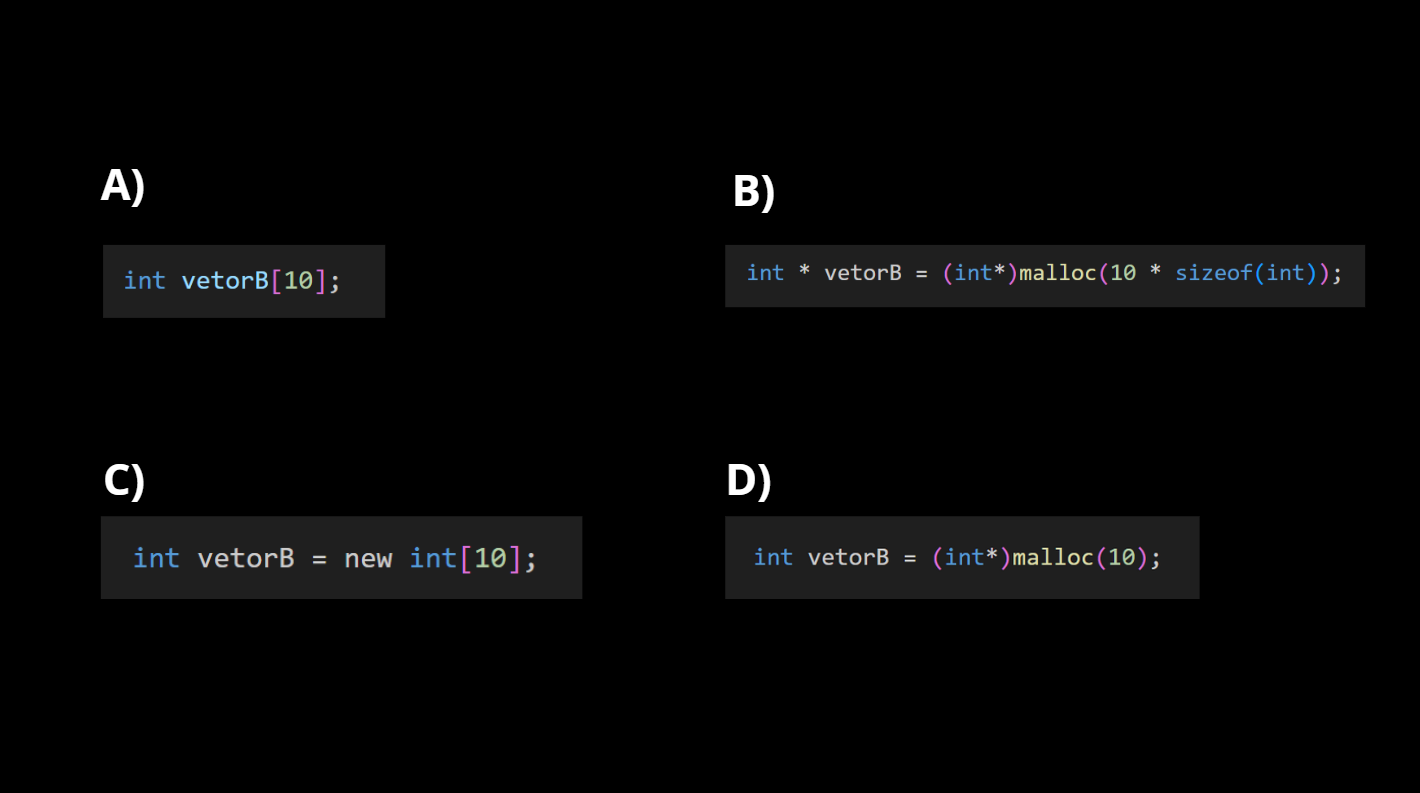 A)
int vetorB[10];
B)
int * vetorB = (int*)malloc(10 * sizeof(int));
C)
int vetorB = new int[10];
D)
int vetorB = (int*)malloc(10);